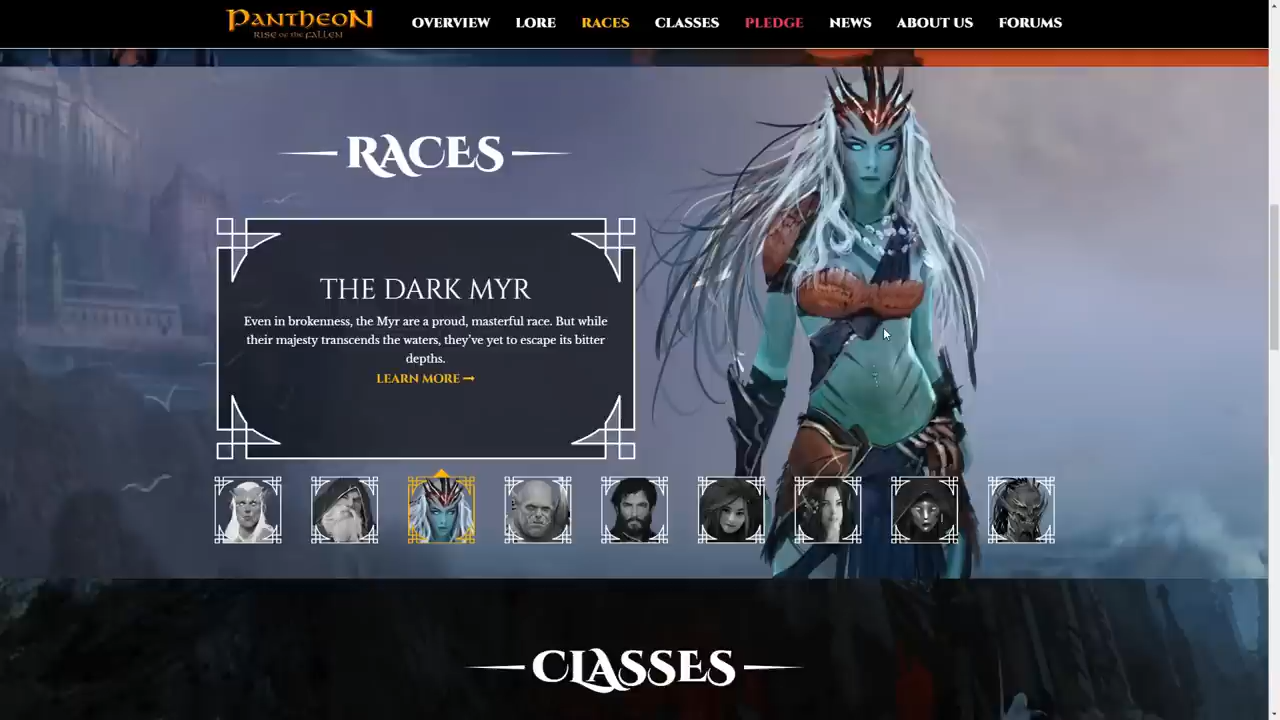 PANTHEON
RISE of the FALLEN
OVERVIEW LORE RACES CLASSES PLEDGE NEWS ABOUT US FORUMS
RACES
THE DARK MYR
Even in brokenness, the Myr are a proud, masterful race. But while
their majesty transcends the waters, they've yet to escape its bitter
depths.
LEARN MORE →
CLASSES